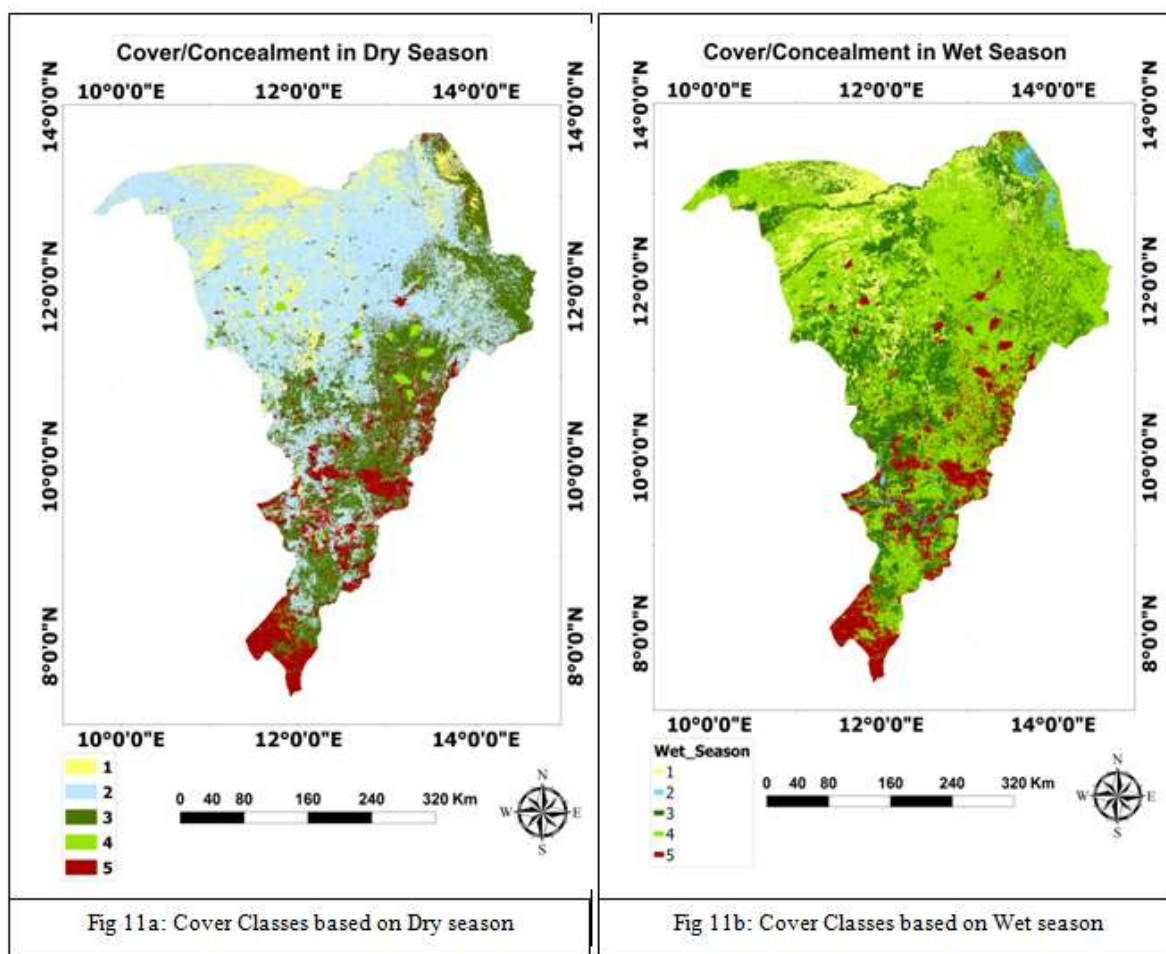 Cover/Concealment in Dry Season
10°0'0"E 12°0'0"E 14°0'0"E
14°0'0"N 14°0'0"N
12°0'0"N 12°0'0"N
10°0'0"N 10°0'0"N
8°0'0"N 8°0'0"N
10°0'0"E 12°0'0"E 14°0'0"E
1
2
3
4
5
0 40 80 160 240 320 Km
N
W E
S
Fig 11a: Cover Classes based on Dry season
Cover/Concealment in Wet Season
10°0'0"E 12°0'0"E 14°0'0"E
14°0'0"N 14°0'0"N
12°0'0"N 12°0'0"N
10°0'0"N 10°0'0"N
8°0'0"N 8°0'0"N
10°0'0"E 12°0'0"E 14°0'0"E
Wet_Season
1
2
3
4
5
0 40 80 160 240 320 Km
N
W E
S
Fig 11b: Cover Classes based on Wet season